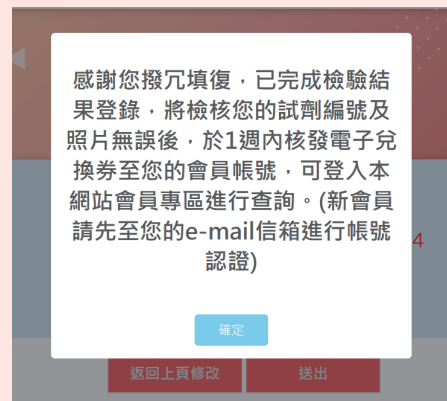 感謝您撥冗填復，已完成檢驗結
果登錄，將檢核您的試劑編號及
照片無誤後，於1週內核發電子兌
換券至您的會員帳號，可登入本
網站會員專區進行查詢。(新會員
請先至您的e-mail信箱進行帳號
認證)
4
確定
返回上頁修改
送出